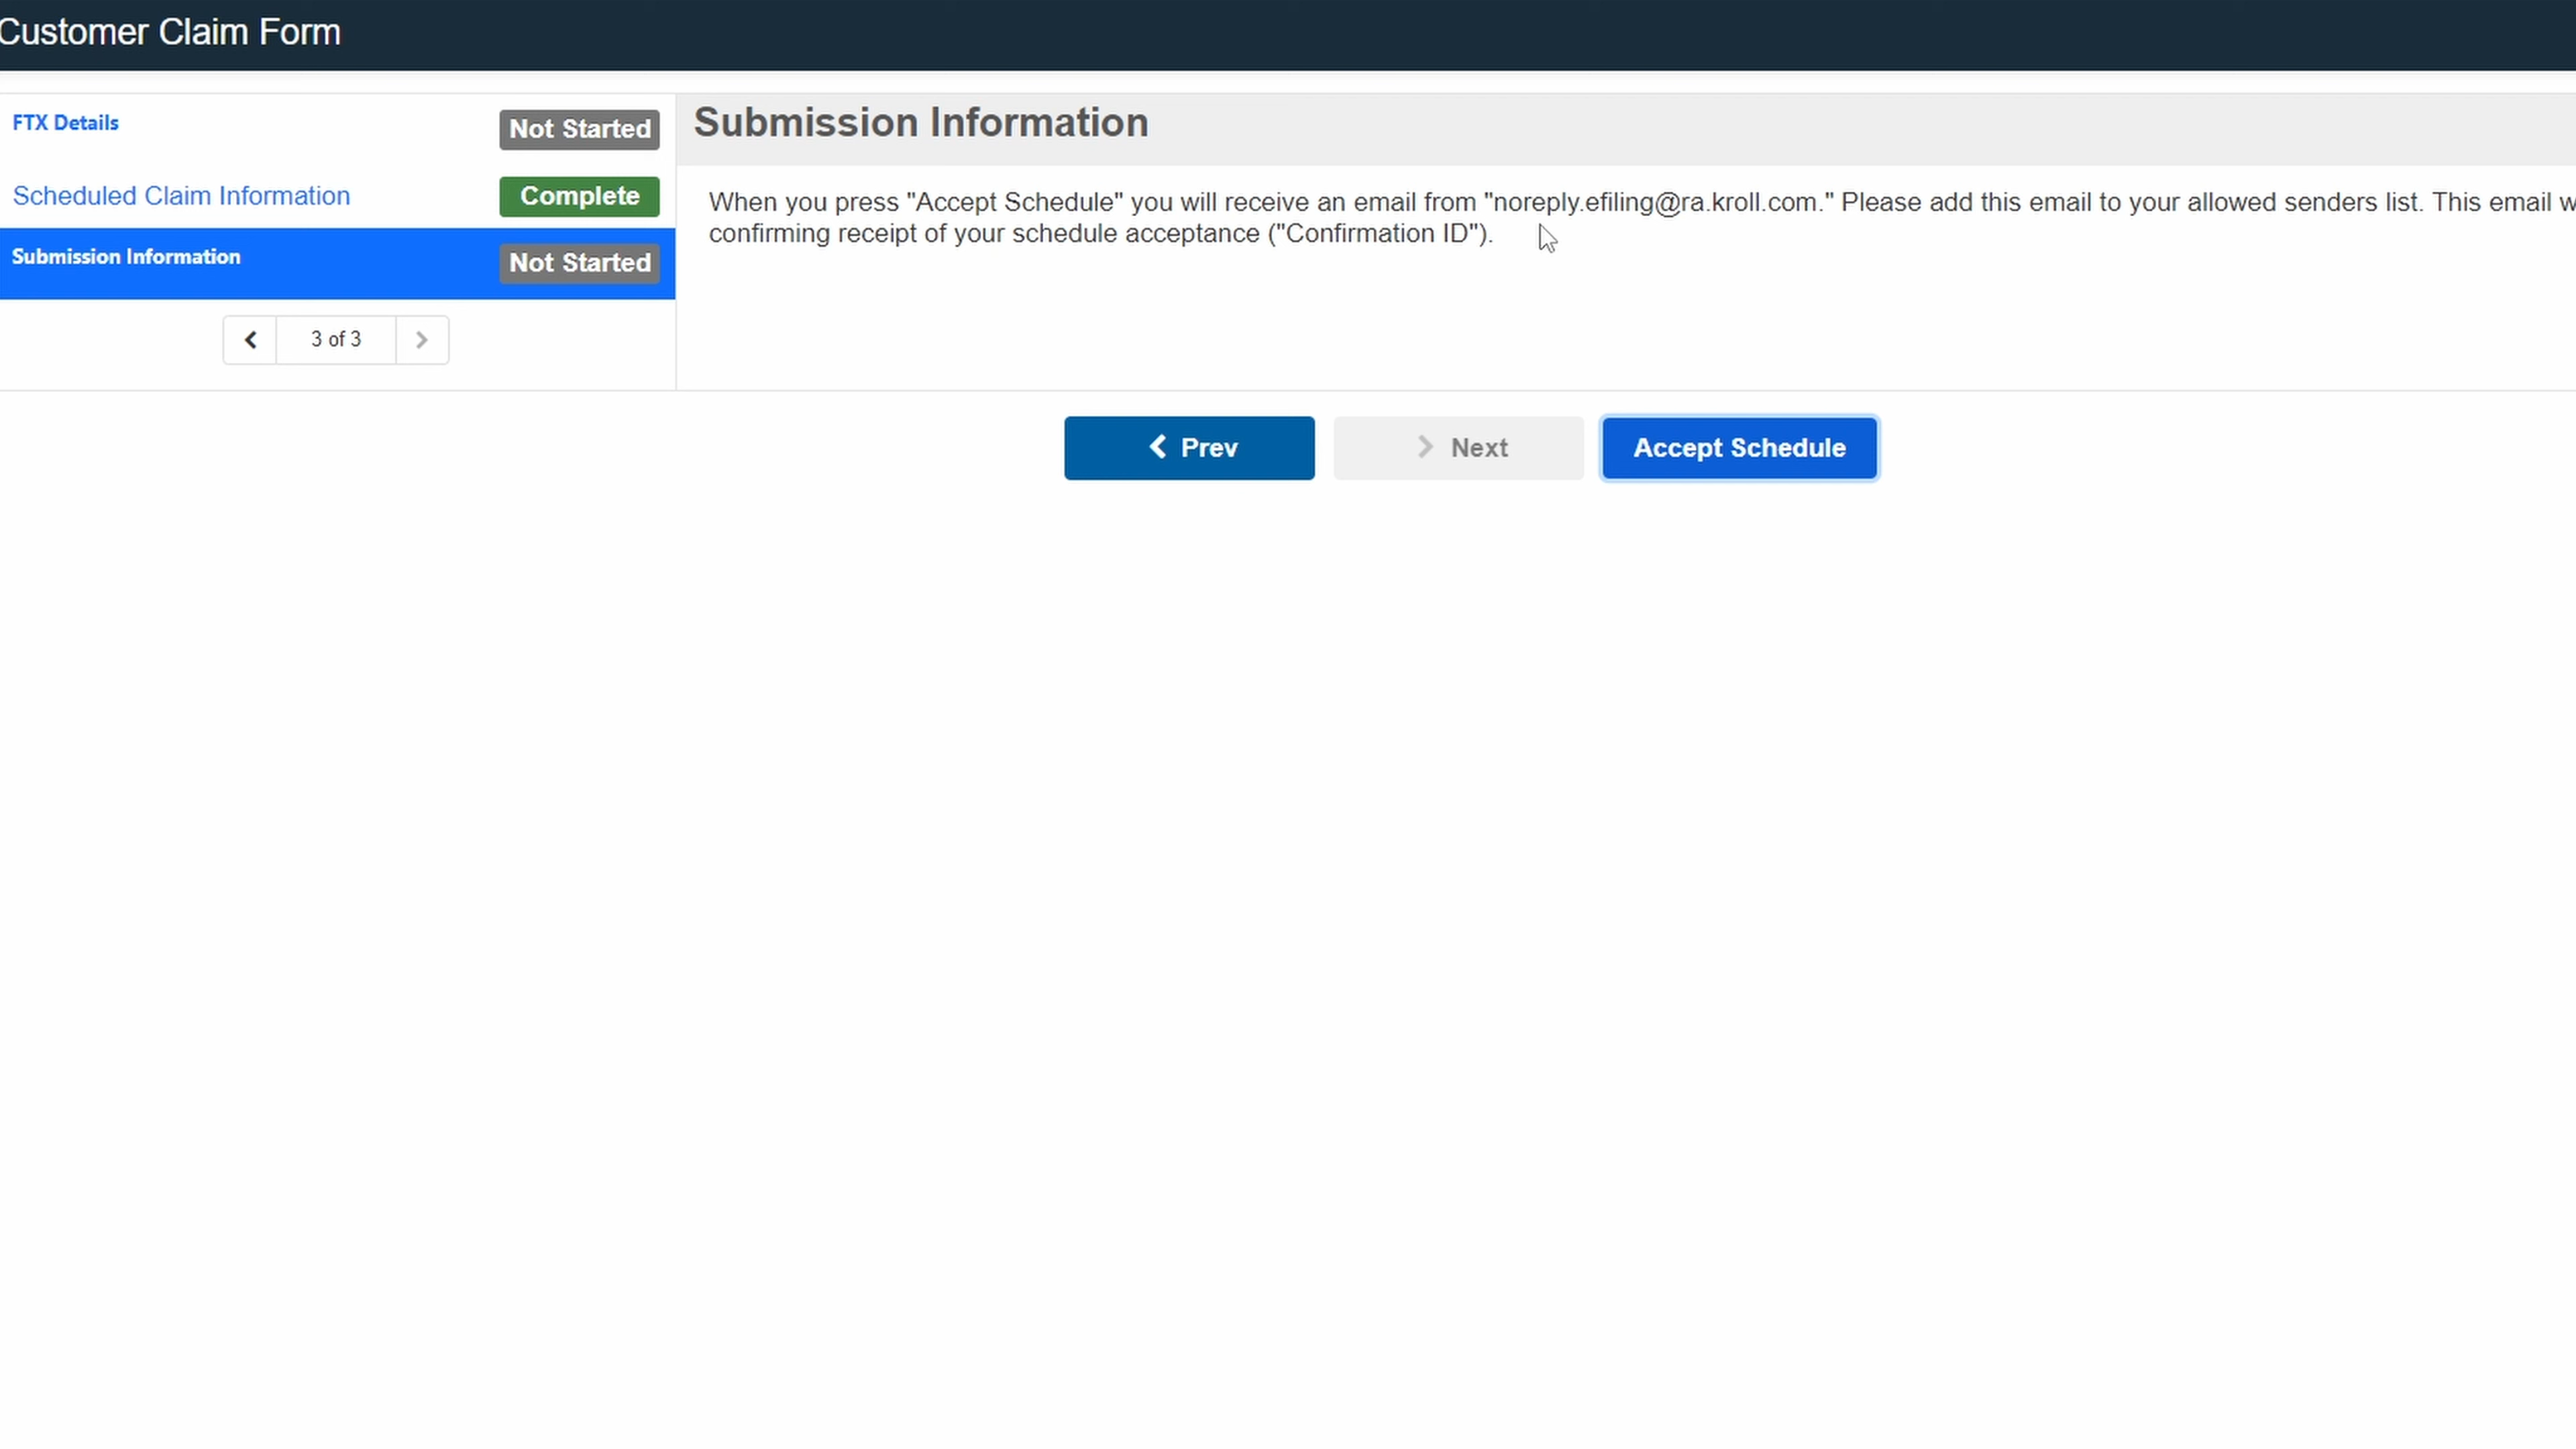 Customer Claim Form
FTX Details
Not Started
Scheduled Claim Information
Complete
Submission Information
Not Started
3 of 3
Submission Information
When you press "Accept Schedule" you will receive an email from "noreply.efiling@ra.kroll.com." Please add this email to your allowed senders list. This email
confirming receipt of your schedule acceptance ("Confirmation ID").
Prev
Next
Accept Schedule